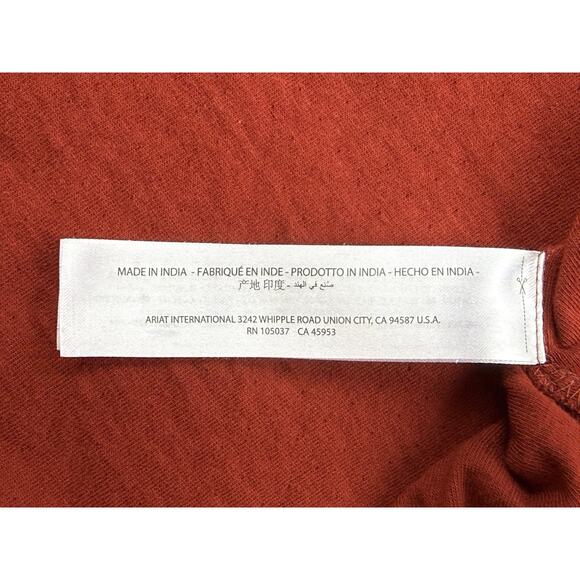 MADE IN INDIA - FABRIQUÉ EN INDE - PRODOTTO IN INDIA - HECHO EN INDIA -
产地 印度 - صُنع في الهند
ARIAT INTERNATIONAL 3242 WHIPPLE ROAD UNION CITY, CA 94587 U.S.A.
RN 105037 CA 45953